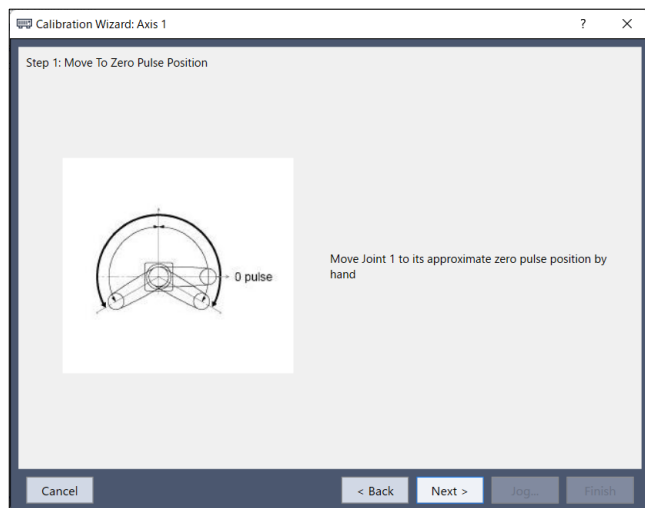 Calibration Wizard: Axis 1
?
Step 1: Move To Zero Pulse Position
0 pulse
Move Joint 1 to its approximate zero pulse position by
hand
Cancel
< Back
Next >
Jog...
Finish